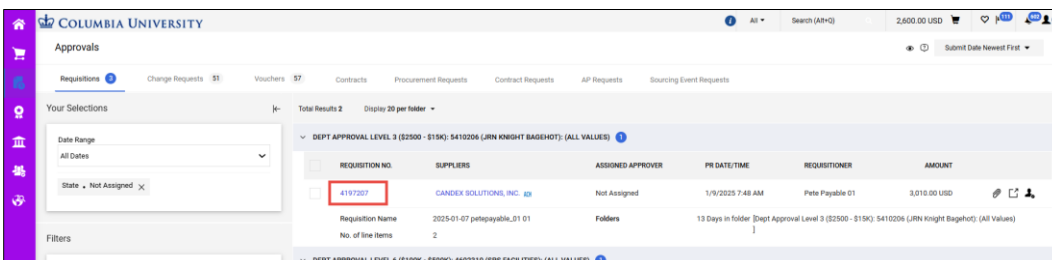 COLUMBIA UNIVERSITY
All
Search (Alt+Q)
2,600.00 USD
Approvals
Submit Date Newest First
Requisitions 3
Change Requests 51
Vouchers 57
Contracts
Procurement Requests
Contract Requests
AP Requests
Sourcing Event Requests
Your Selections
Total Results 2
Display 20 per folder
Date Range
All Dates
State . Not Assigned
DEPT APPROVAL LEVEL 3 ($2500 - $15K): 5410206 (JRN KNIGHT BAGEHOT): (ALL VALUES) 1
REQUISITION NO. SUPPLIERS ASSIGNED APPROVER PR DATE/TIME REQUISITIONER AMOUNT
4197207 CANDEX SOLUTIONS, INC. Not Assigned 1/9/2025 7:48 AM Pete Payable 01 3,010.00 USD
Requisition Name 2025-01-07 petepayable_01 01 Folders 13 Days in folder [Dept Approval Level 3 ($2500 - $15K): 5410206 (JRN Knight Bagehot): (All Values)
]
No. of line items 2
Filters